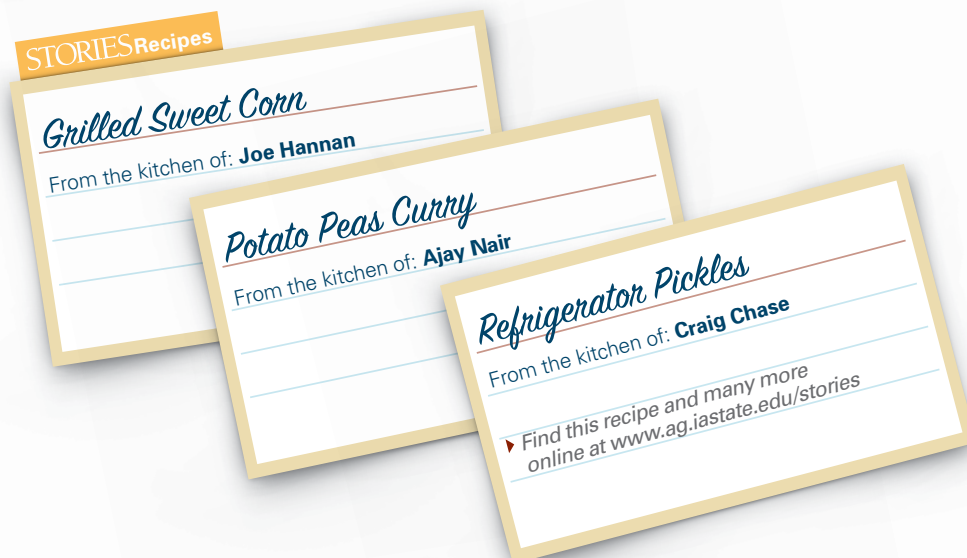 STORIES Recipes
Grilled Sweet Corn
From the kitchen of: Joe Hannan
Potato Peas Curry
From the kitchen of: Ajay Nair
Refrigerator Pickles
From the kitchen of: Craig Chase
Find this recipe and many more
online at www.ag.iastate.edu/stories